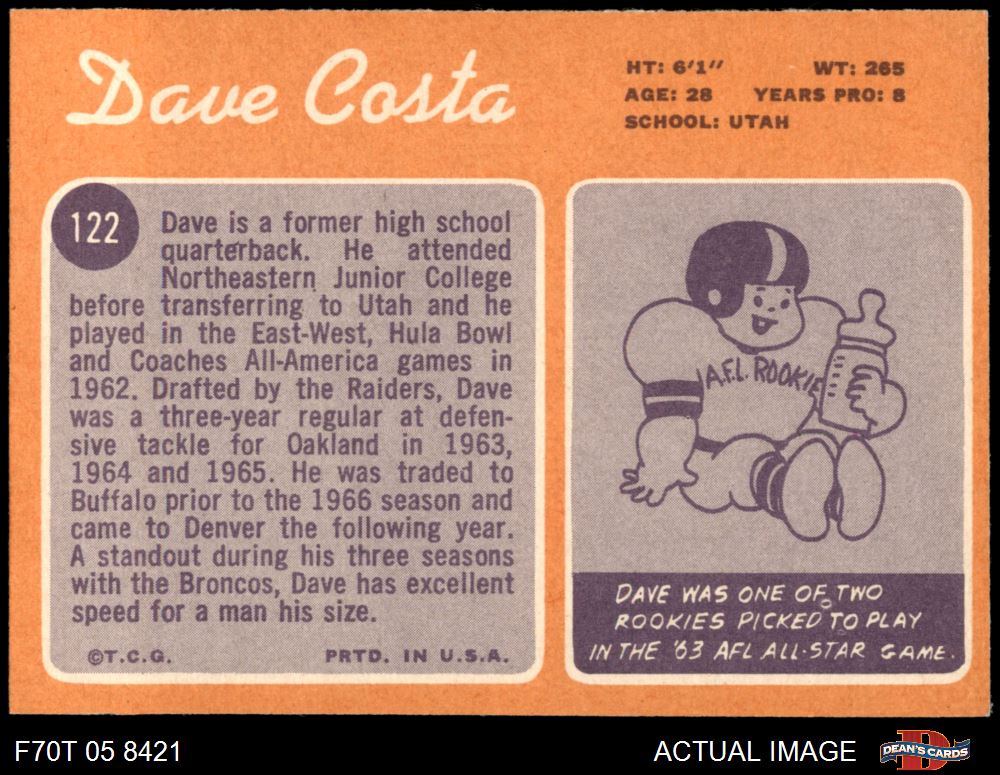 Dave Costa
HT: 6'1" WT: 265
AGE: 28 YEARS PRO: 8
SCHOOL: UTAH
122
Dave is a former high school
quarterback. He attended
Northeastern Junior College
before transferring to Utah and he
played in the East-West, Hula Bowl
and Coaches All-America games in
1962. Drafted by the Raiders, Dave
was a three-year regular at defen-
sive tackle for Oakland in 1963,
1964 and 1965. He was traded to
Buffalo prior to the 1966 season and
came to Denver the following year.
A standout during his three seasons
with the Broncos, Dave has excellent
speed for a man his size.
©T.C.G. PRTD. IN U.S.A.
A.F.L. ROOKIE
DAVE WAS ONE OF TWO
ROOKIES PICKED TO PLAY
IN THE '63 AFL ALL-STAR GAME.
F70T 05 8421
ACTUAL IMAGE
D
DEAN'S CARDS